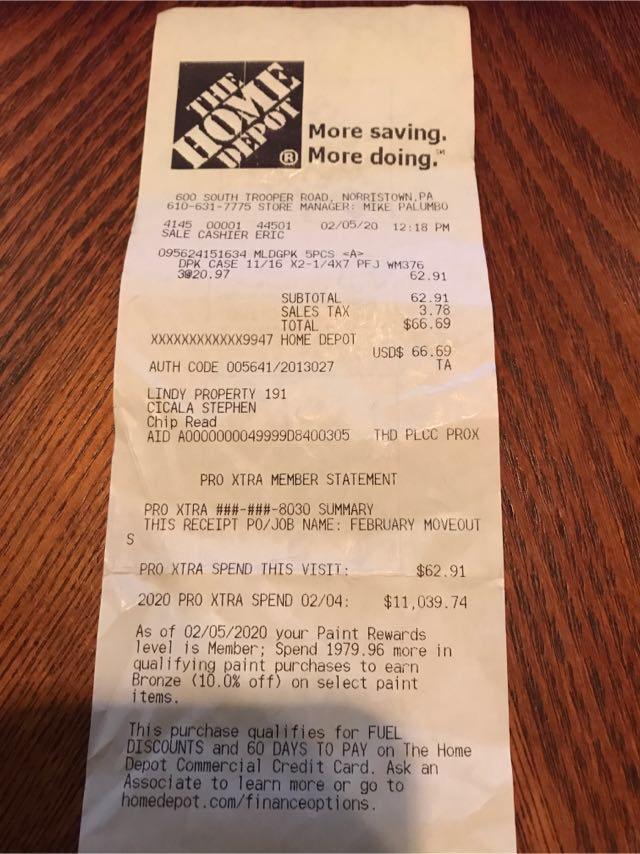 THE
HOME
DEPOT
®
More saving.
More doing.℠
600 SOUTH TROOPER ROAD, NORRISTOWN,PA
610-631-7775 STORE MANAGER: MIKE PALUMBO
4145 00001 44501 02/05/20 12:18 PM
SALE CASHIER ERIC
095624151634 MLDGPK 5PCS <A>
DPK CASE 11/16 X2-1/4X7 PFJ WM376
3@20.97 62.91
SUBTOTAL 62.91
SALES TAX 3.78
TOTAL $66.69
XXXXXXXXXXXX9947 HOME DEPOT
USD$ 66.69
AUTH CODE 005641/2013027 TA
LINDY PROPERTY 191
CICALA STEPHEN
Chip Read
AID A0000000049999D8400305 THD PLCC PROX
PRO XTRA MEMBER STATEMENT
PRO XTRA ###-###-8030 SUMMARY
THIS RECEIPT PO/JOB NAME: FEBRUARY MOVEOUT
S
PRO XTRA SPEND THIS VISIT: $62.91
2020 PRO XTRA SPEND 02/04: $11,039.74
As of 02/05/2020 your Paint Rewards
level is Member; Spend 1979.96 more in
qualifying paint purchases to earn
Bronze (10.0% off) on select paint
items.
This purchase qualifies for FUEL
DISCOUNTS and 60 DAYS TO PAY on The Home
Depot Commercial Credit Card. Ask an
Associate to learn more or go to
homedepot.com/financeoptions.